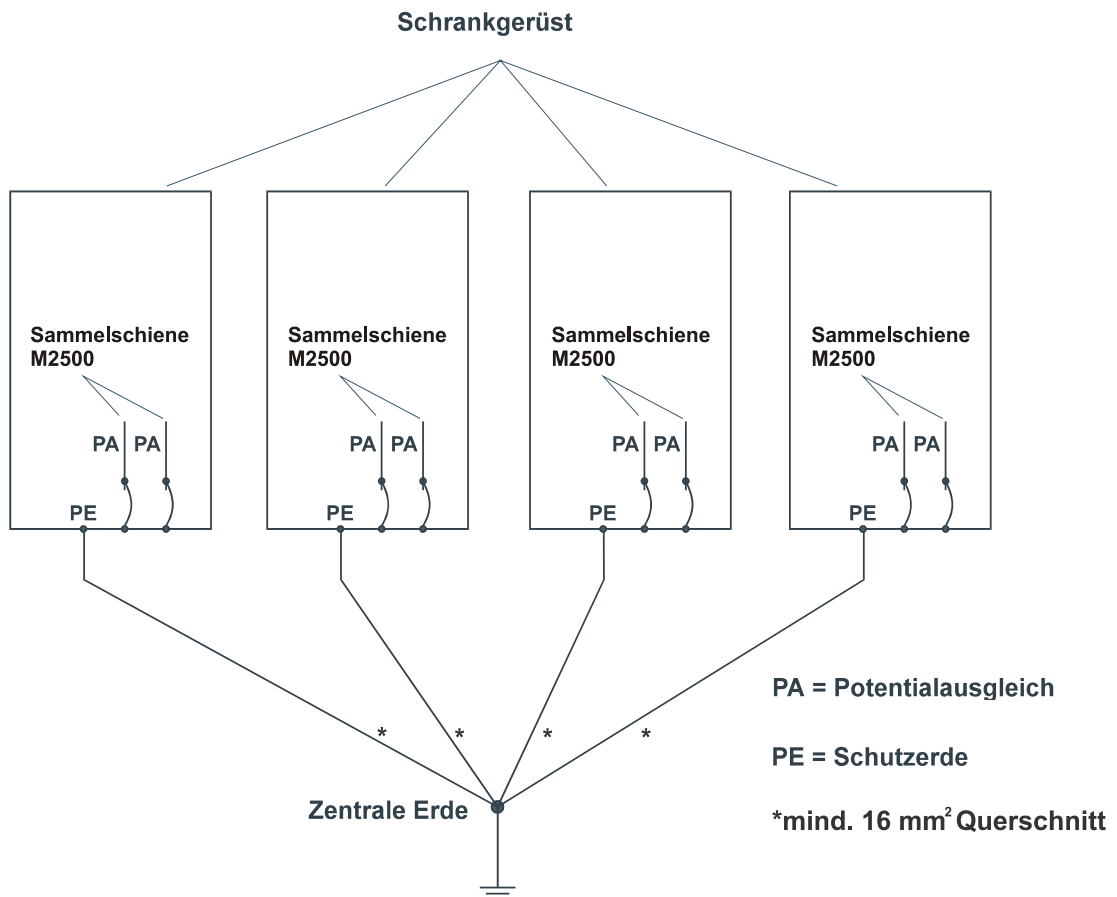 Schrankgerüst
Sammelschiene
M2500
PA PA
PE
Sammelschiene
M2500
PA PA
PE
Sammelschiene
M2500
PA PA
PE
Sammelschiene
M2500
PA PA
PE
* * * *
Zentrale Erde
PA = Potentialausgleich
PE = Schutzerde
*mind. 16 mm² Querschnitt